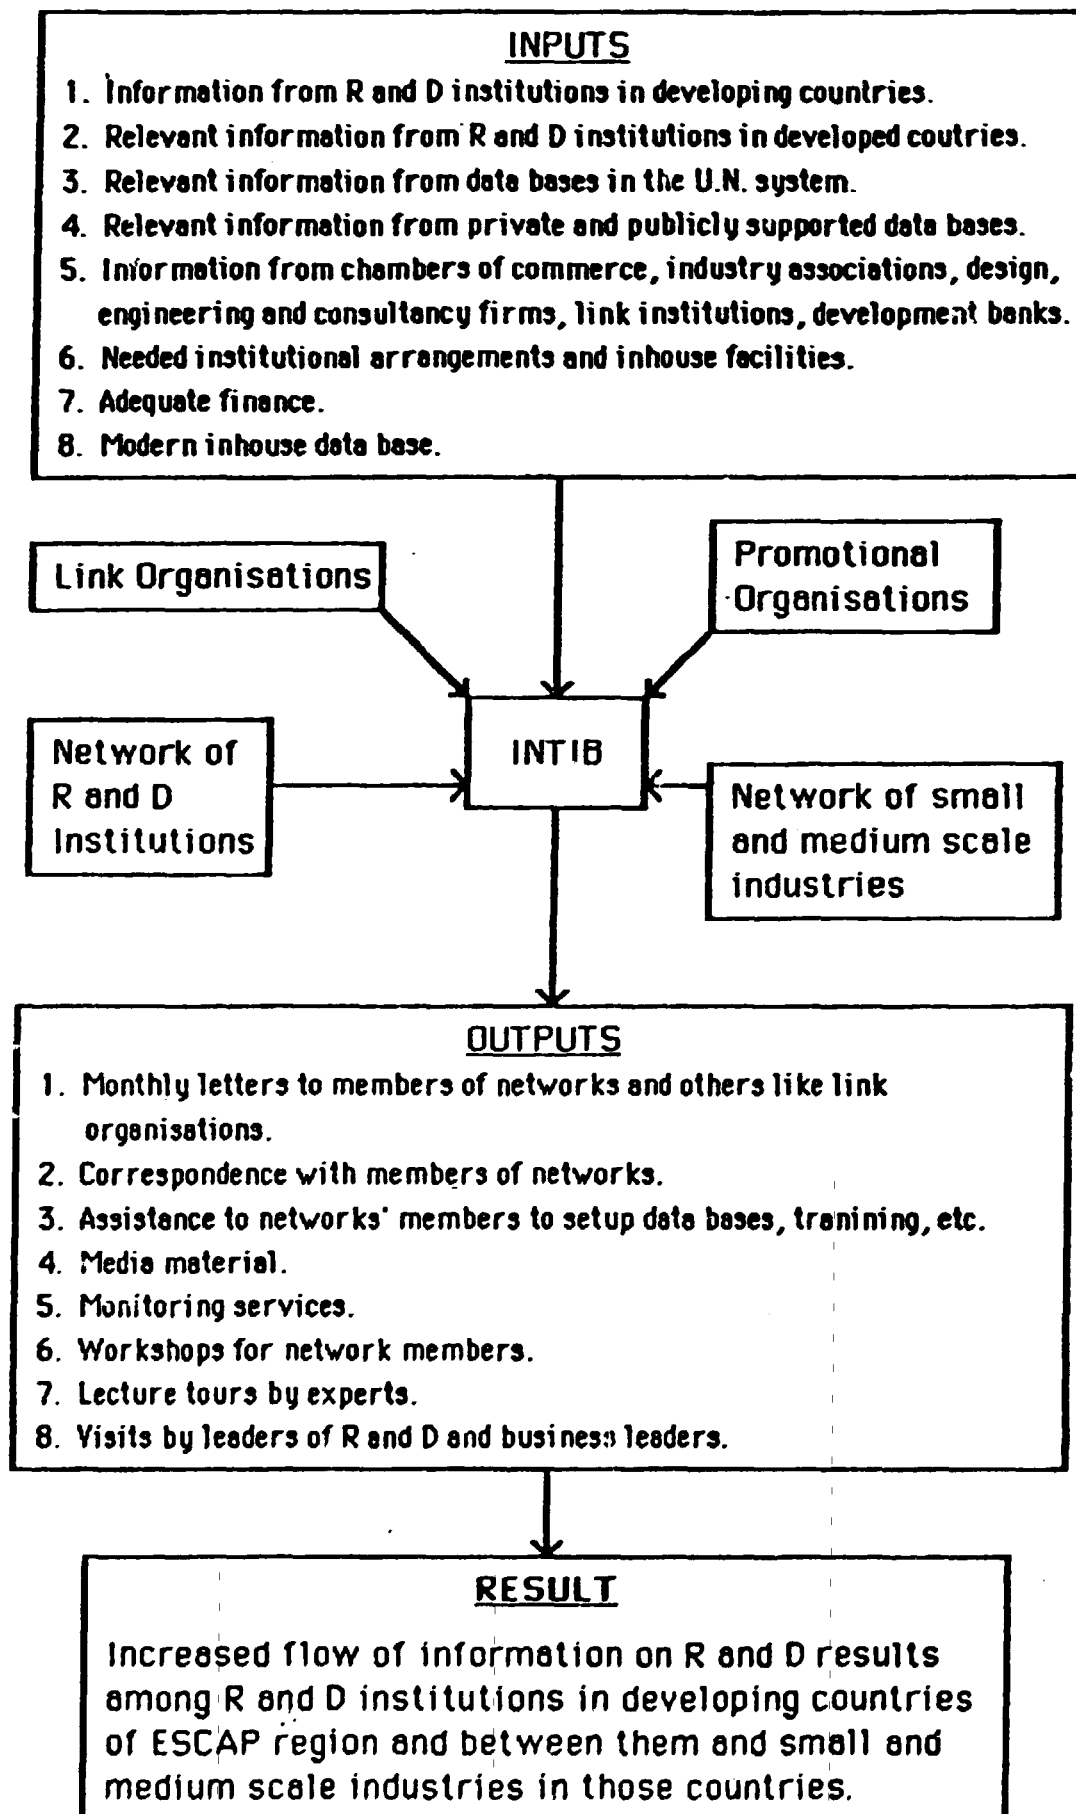 INPUTS
1. Information from R and D institutions in developing countries.
2. Relevant information from R and D institutions in developed coutries.
3. Relevant information from data bases in the U.N. system.
4. Relevant information from private and publicly supported data bases.
5. Information from chambers of commerce, industry associations, design,
engineering and consultancy firms, link institutions, development banks.
6. Needed institutional arrangements and inhouse facilities.
7. Adequate finance.
8. Modern inhouse data base.
Link Organisations
Promotional
Organisations
INTIB
Network of
R and D
Institutions
Network of small
and medium scale
industries
OUTPUTS
1. Monthly letters to members of networks and others like link
organisations.
2. Correspondence with members of networks.
3. Assistance to networks' members to setup data bases, tranining, etc.
4. Media material.
5. Monitoring services.
6. Workshops for network members.
7. Lecture tours by experts.
8. Visits by leaders of R and D and business leaders.
RESULT
Increased flow of information on R and D results
among R and D institutions in developing countries
of ESCAP region and between them and small and
medium scale industries in those countries.